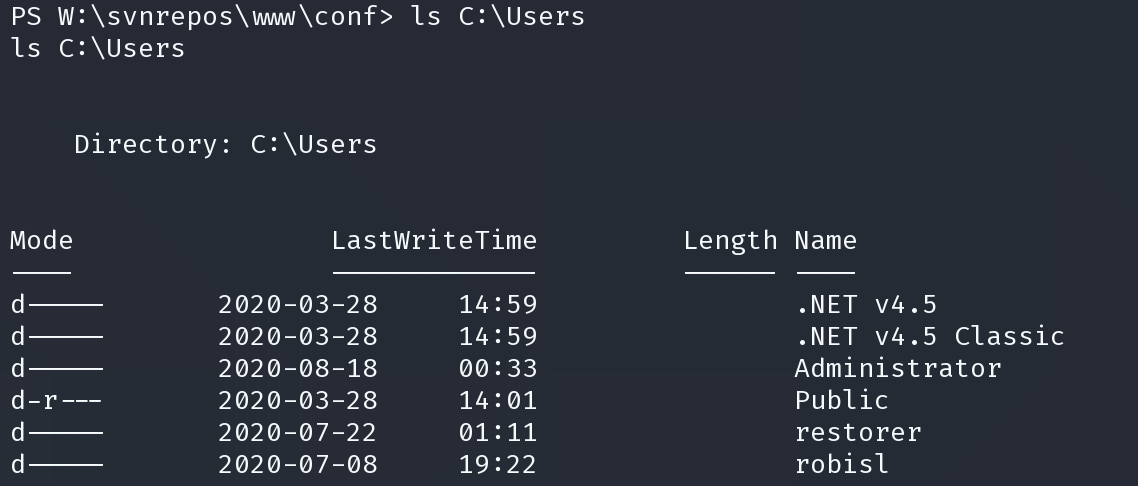 PS W:\svnrepos\www\conf> ls C:\Users
ls C:\Users
Directory: C:\Users
Mode                LastWriteTime         Length Name
----                -------------         ------ ----
d-----       2020-03-28     14:59                .NET v4.5
d-----       2020-03-28     14:59                .NET v4.5 Classic
d-----       2020-08-18     00:33                Administrator
d-r---       2020-03-28     14:01                Public
d-----       2020-07-22     01:11                restorer
d-----       2020-07-08     19:22                robisl